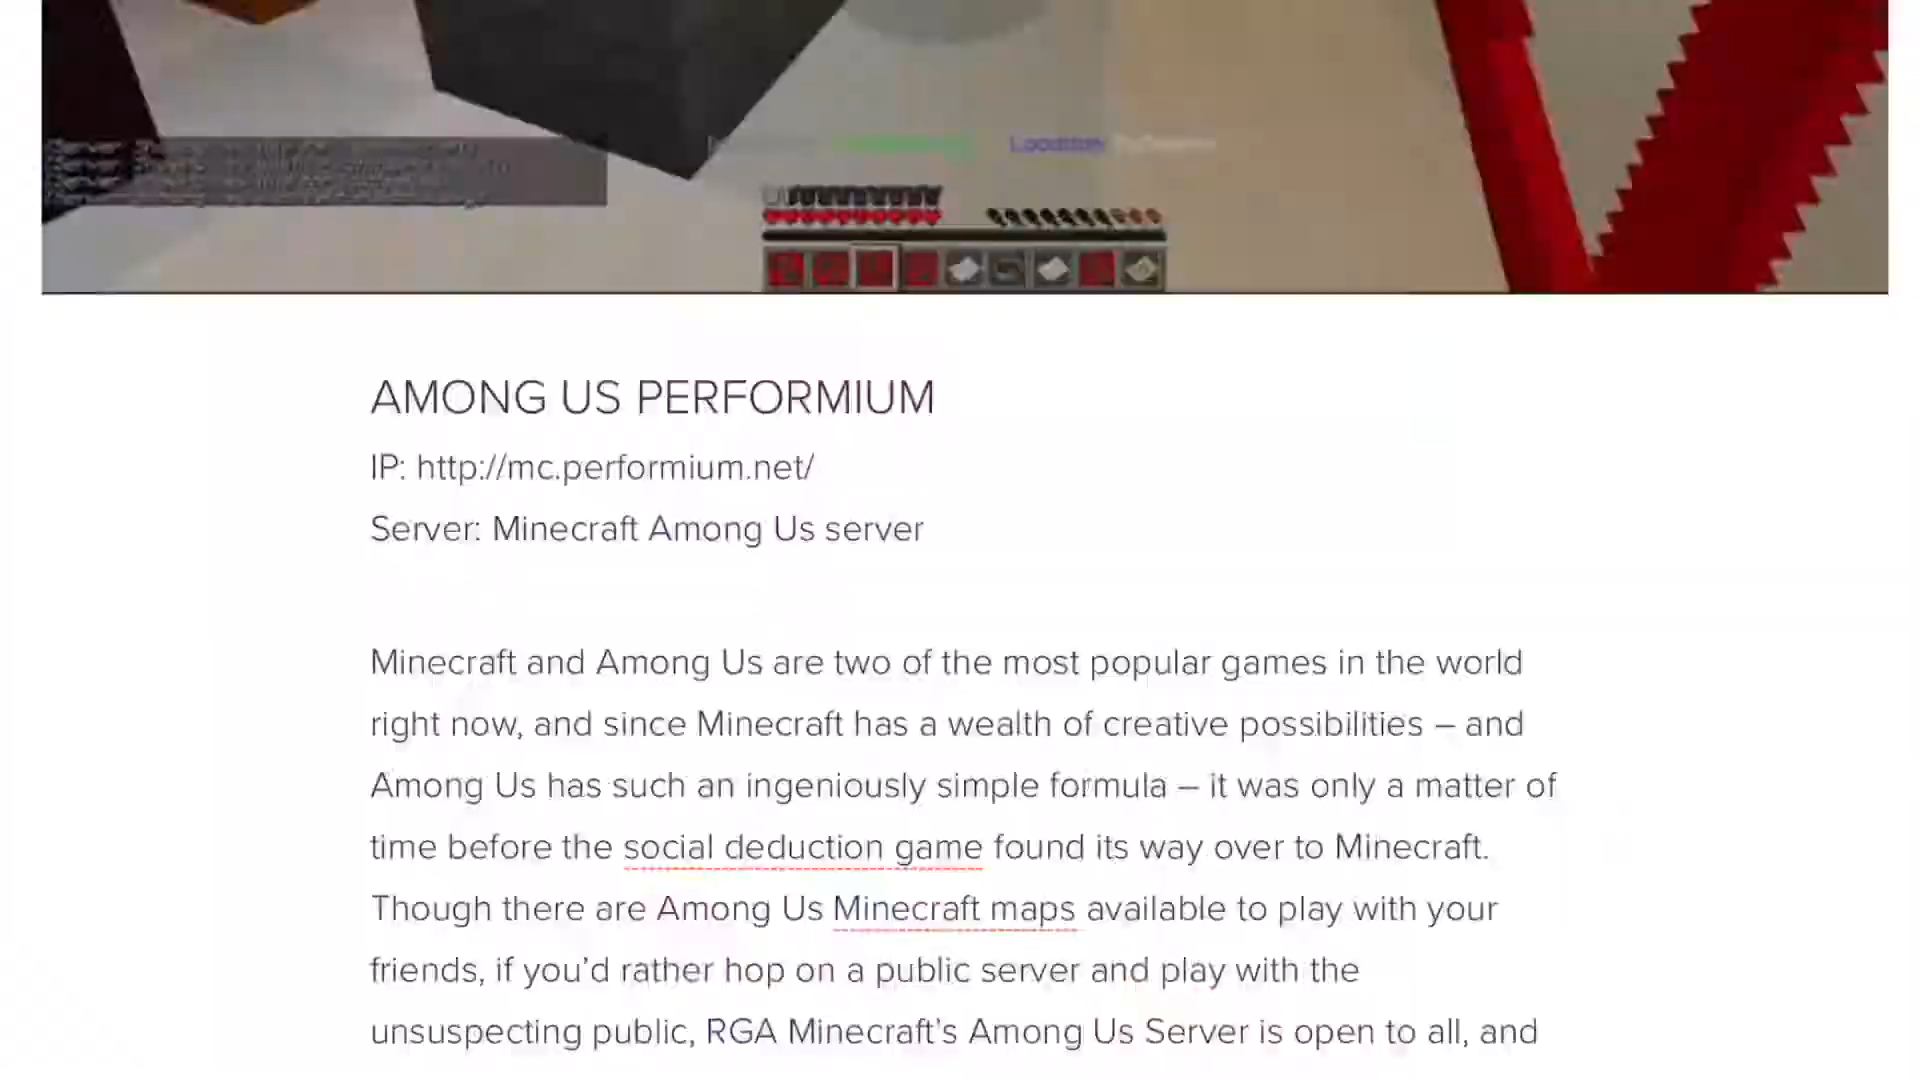 Location:
AMONG US PERFORMIUM
IP: http://mc.performium.net/
Server: Minecraft Among Us server
Minecraft and Among Us are two of the most popular games in the world
right now, and since Minecraft has a wealth of creative possibilities – and
Among Us has such an ingeniously simple formula – it was only a matter of
time before the social deduction game found its way over to Minecraft.
Though there are Among Us Minecraft maps available to play with your
friends, if you’d rather hop on a public server and play with the
unsuspecting public, RGA Minecraft’s Among Us Server is open to all, and